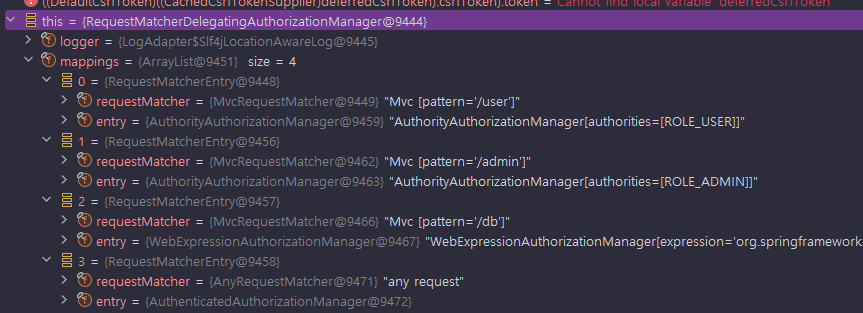 ((DefaultCsrfToken)((CachedCsrfTokenSupplier)deferredCsrfToken).csrfToken).token = Cannot find local variable 'deferredCsrfToken'
this = {RequestMatcherDelegatingAuthorizationManager@9444}
logger = {LogAdapter$Slf4jLocationAwareLog@9445}
mappings = {ArrayList@9451} size = 4
0 = {RequestMatcherEntry@9448}
requestMatcher = {MvcRequestMatcher@9449} "Mvc [pattern='/user']"
entry = {AuthorityAuthorizationManager@9459} "AuthorityAuthorizationManager[authorities=[ROLE_USER]]"
1 = {RequestMatcherEntry@9456}
requestMatcher = {MvcRequestMatcher@9462} "Mvc [pattern='/admin']"
entry = {AuthorityAuthorizationManager@9463} "AuthorityAuthorizationManager[authorities=[ROLE_ADMIN]]"
2 = {RequestMatcherEntry@9457}
requestMatcher = {MvcRequestMatcher@9466} "Mvc [pattern='/db']"
entry = {WebExpressionAuthorizationManager@9467} "WebExpressionAuthorizationManager[expression='org.springframework
3 = {RequestMatcherEntry@9458}
requestMatcher = {AnyRequestMatcher@9471} "any request"
entry = {AuthenticatedAuthorizationManager@9472}